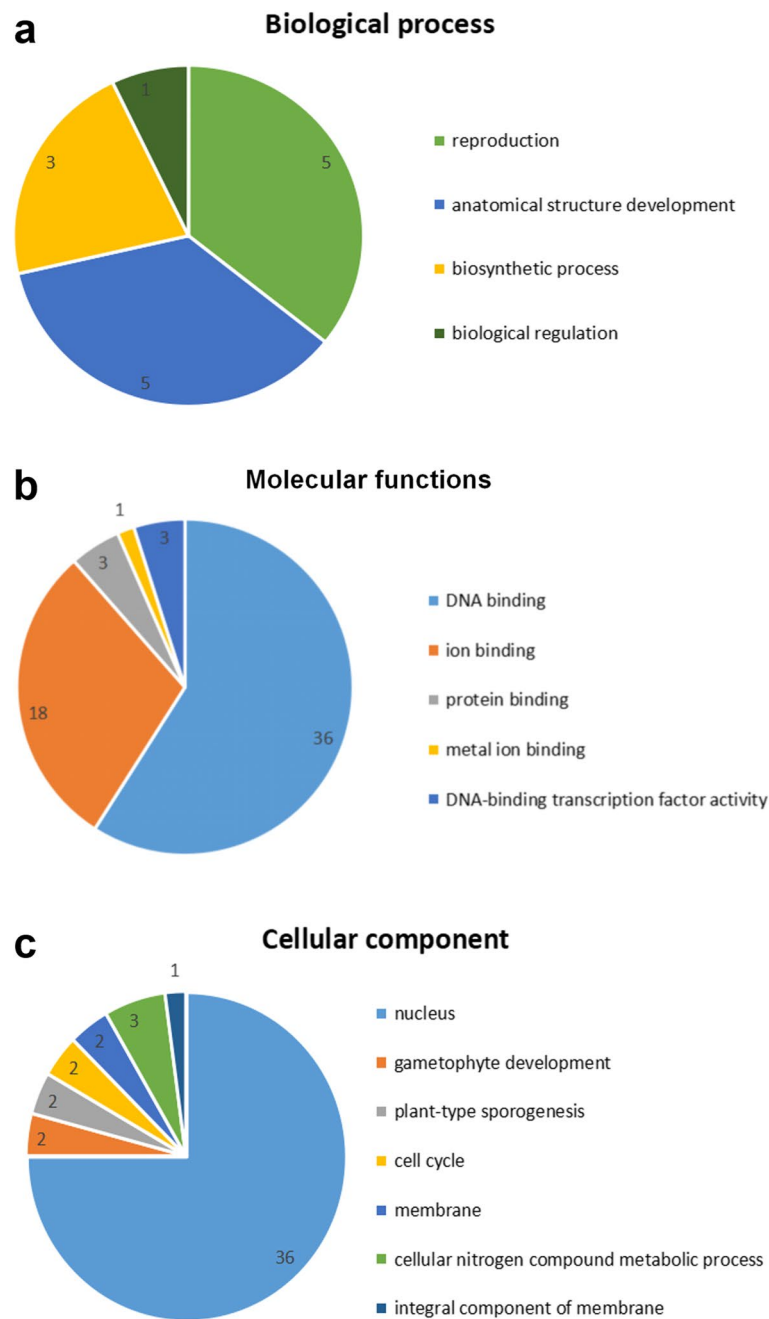 a
Biological process
1
3
5
5
reproduction
anatomical structure development
biosynthetic process
biological regulation
b
Molecular functions
1
3
3
18
36
DNA binding
ion binding
protein binding
metal ion binding
DNA-binding transcription factor activity
c
Cellular component
1
3
2
2
2
2
36
nucleus
gametophyte development
plant-type sporogenesis
cell cycle
membrane
cellular nitrogen compound metabolic process
integral component of membrane